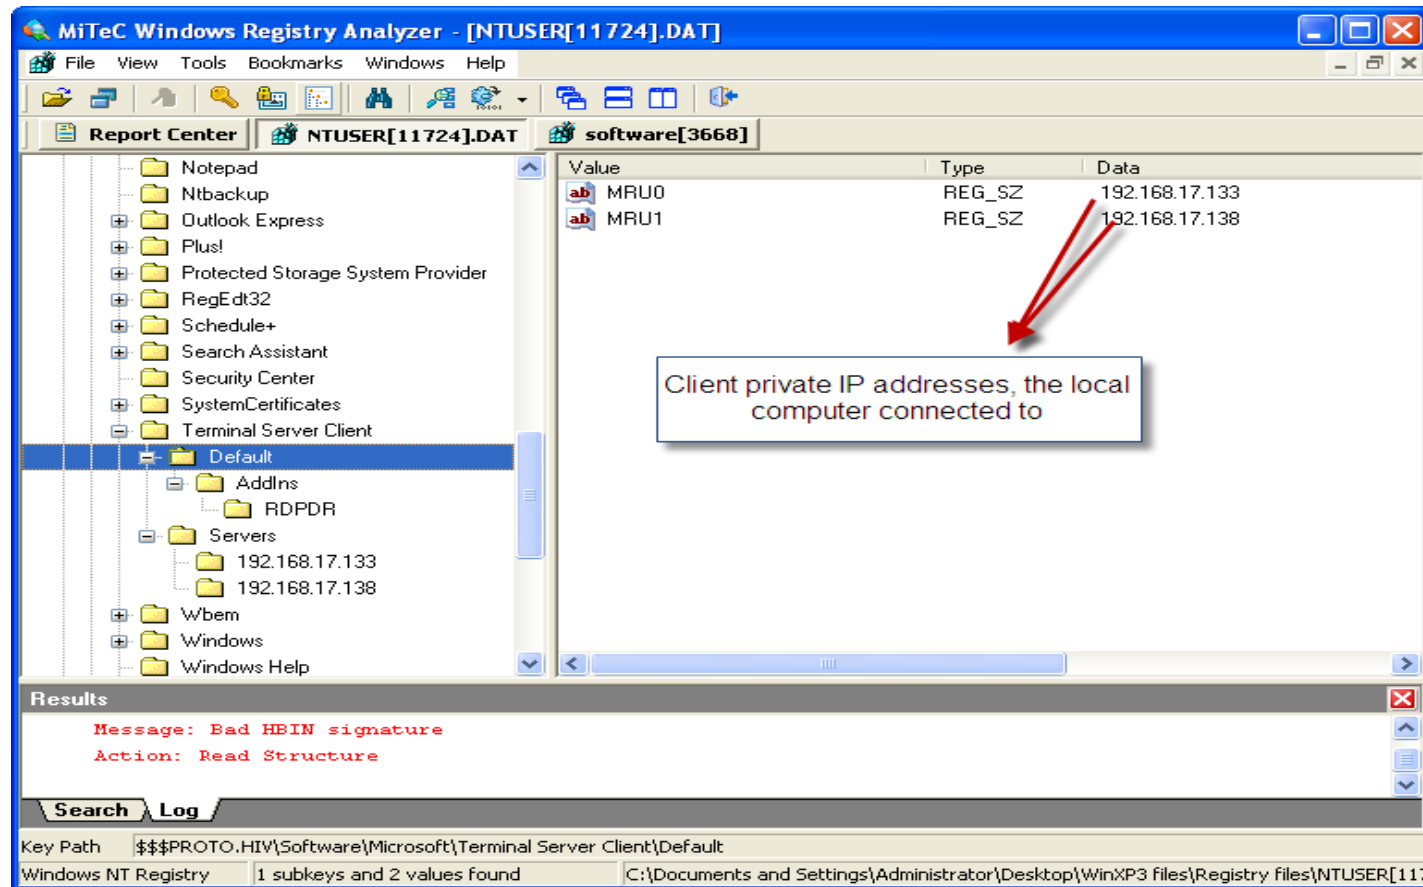 MiTeC Windows Registry Analyzer - [NTUSER[11724].DAT]
File View Tools Bookmarks Windows Help
Report Center NTUSER[11724].DAT software[3668]
Notepad
Ntbackup
Outlook Express
Plus!
Protected Storage System Provider
RegEdt32
Schedule+
Search Assistant
Security Center
SystemCertificates
Terminal Server Client
Default
AddIns
RDPDR
Servers
192.168.17.133
192.168.17.138
Wbem
Windows
Windows Help
Value Type Data
MRU0 REG_SZ 192.168.17.133
MRU1 REG_SZ 192.168.17.138
Client private IP addresses, the local
computer connected to
Results
Message: Bad HBIN signature
Action: Read Structure
Search Log
Key Path $$$PROTO.HIV\Software\Microsoft\Terminal Server Client\Default
Windows NT Registry 1 subkeys and 2 values found C:\Documents and Settings\Administrator\Desktop\WinXP3 files\Registry files\NTUSER[11